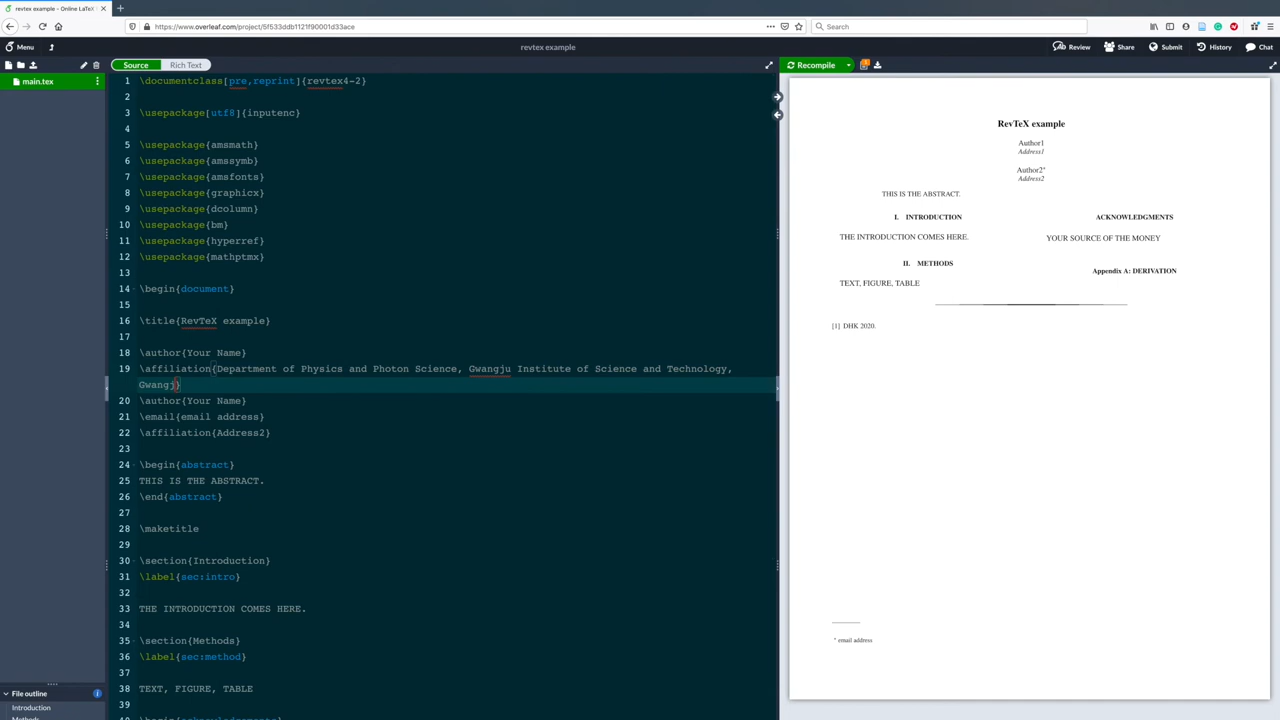 revtex example - Online LaTeX
https://www.overleaf.com/project/5f533ddb1121f90001d33ace
Search
Menu
revtex example
Review
Share
Submit
History
Chat
Source
Rich Text
Recompile
main.tex
1 \documentclass[pre,reprint]{revtex4-2}
2
3 \usepackage[utf8]{inputenc}
4
5 \usepackage{amsmath}
6 \usepackage{amssymb}
7 \usepackage{amsfonts}
8 \usepackage{graphicx}
9 \usepackage{dcolumn}
10 \usepackage{bm}
11 \usepackage{hyperref}
12 \usepackage{mathptmx}
13
14 \begin{document}
15
16 \title{RevTeX example}
17
18 \author{Your Name}
19 \affiliation{Department of Physics and Photon Science, Gwangju Institute of Science and Technology,
Gwangj}
20 \author{Your Name}
21 \email{email address}
22 \affiliation{Address2}
23
24 \begin{abstract}
25 THIS IS THE ABSTRACT.
26 \end{abstract}
27
28 \maketitle
29
30 \section{Introduction}
31 \label{sec:intro}
32
33 THE INTRODUCTION COMES HERE.
34
35 \section{Methods}
36 \label{sec:method}
37
38 TEXT, FIGURE, TABLE
39
File outline
Introduction
Methods
RevTeX example
Author1
Address1
Author2*
Address2
THIS IS THE ABSTRACT.
I. INTRODUCTION
THE INTRODUCTION COMES HERE.
II. METHODS
TEXT, FIGURE, TABLE
ACKNOWLEDGMENTS
YOUR SOURCE OF THE MONEY
Appendix A: DERIVATION
[1] DHK 2020.
* email address